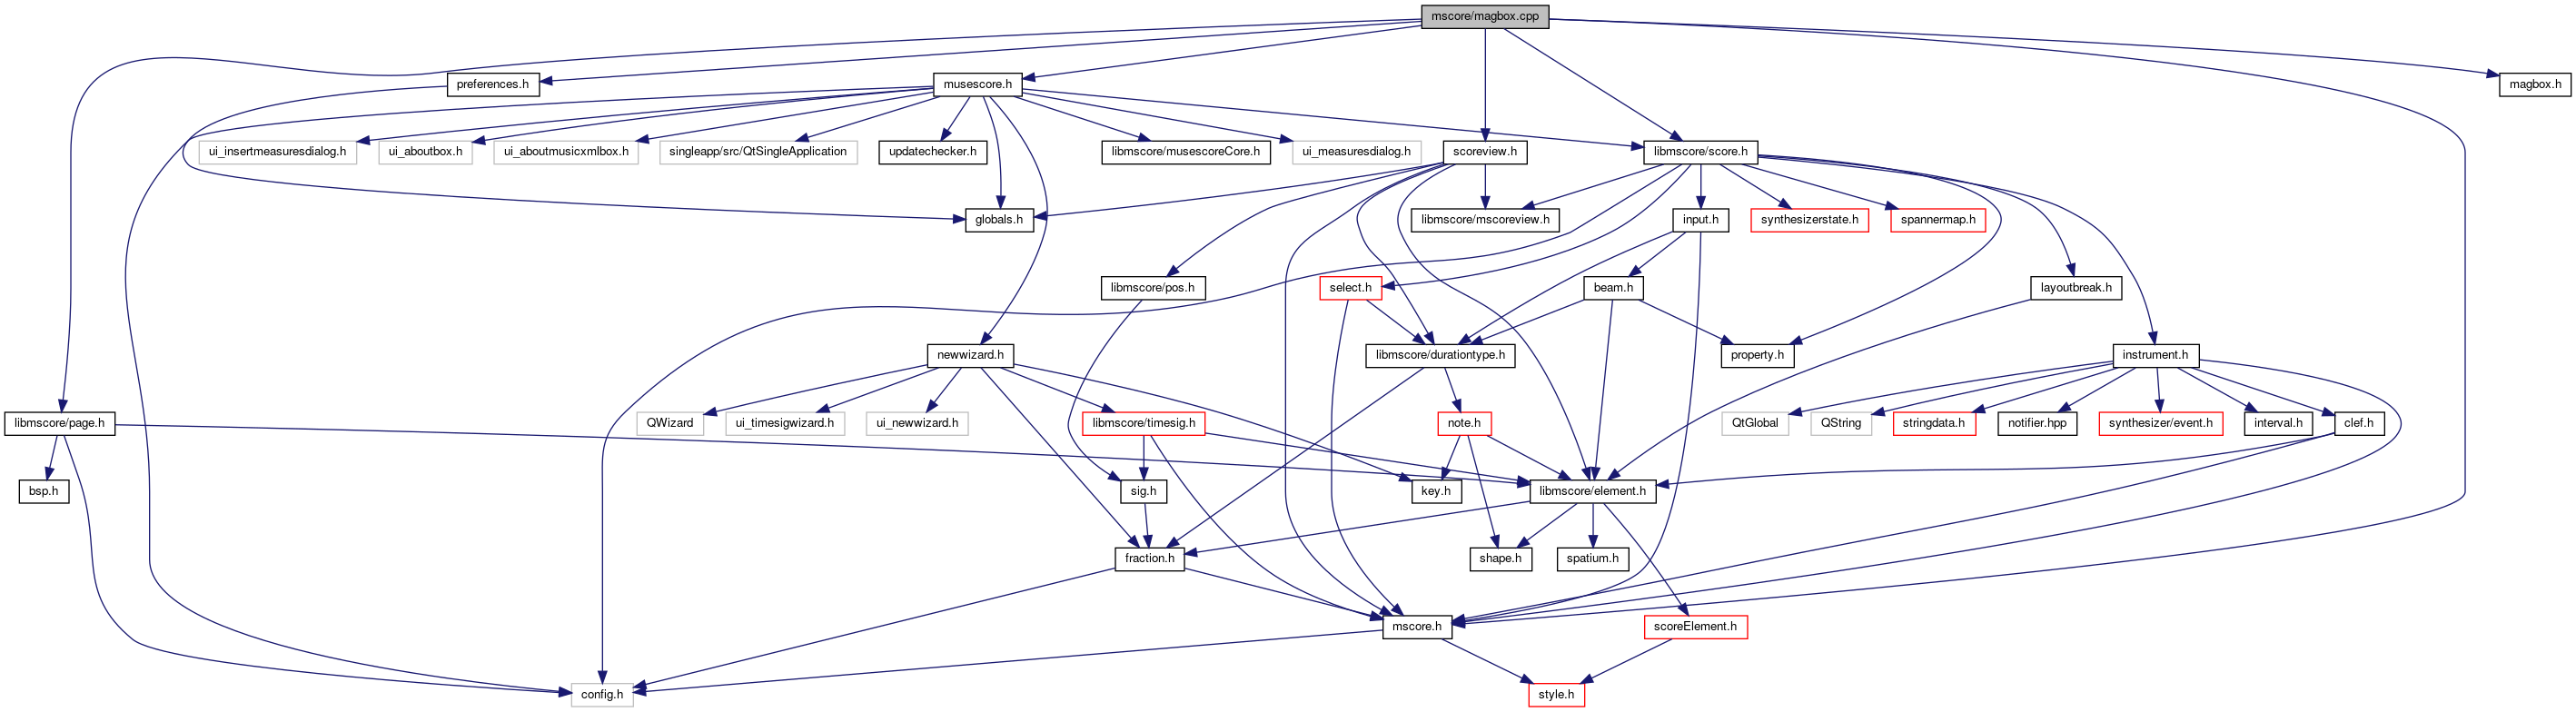 mscore/magbox.cpp
preferences.h
musescore.h
magbox.h
ui_insertmeasuresdialog.h
ui_aboutbox.h
ui_aboutmusicxmlbox.h
singleapp/src/QtSingleApplication
updatechecker.h
libmscore/musescoreCore.h
ui_measuresdialog.h
scoreview.h
libmscore/score.h
globals.h
libmscore/mscoreview.h
input.h
synthesizerstate.h
spannermap.h
libmscore/pos.h
select.h
beam.h
layoutbreak.h
newwizard.h
libmscore/durationtype.h
property.h
instrument.h
libmscore/page.h
QWizard
ui_timesigwizard.h
ui_newwizard.h
libmscore/timesig.h
note.h
QtGlobal
QString
stringdata.h
notifier.hpp
synthesizer/event.h
interval.h
clef.h
bsp.h
sig.h
key.h
libmscore/element.h
fraction.h
shape.h
spatium.h
mscore.h
scoreElement.h
config.h
style.h